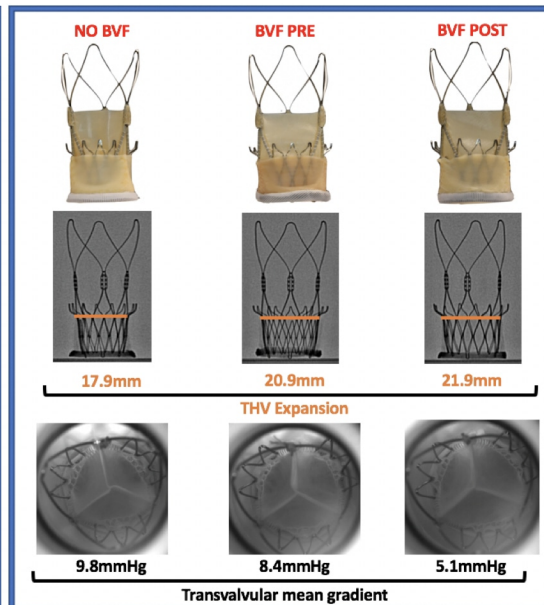 NO BVF BVF PRE BVF POST
17.9mm 20.9mm 21.9mm
THV Expansion
9.8mmHg 8.4mmHg 5.1mmHg
Transvalvular mean gradient